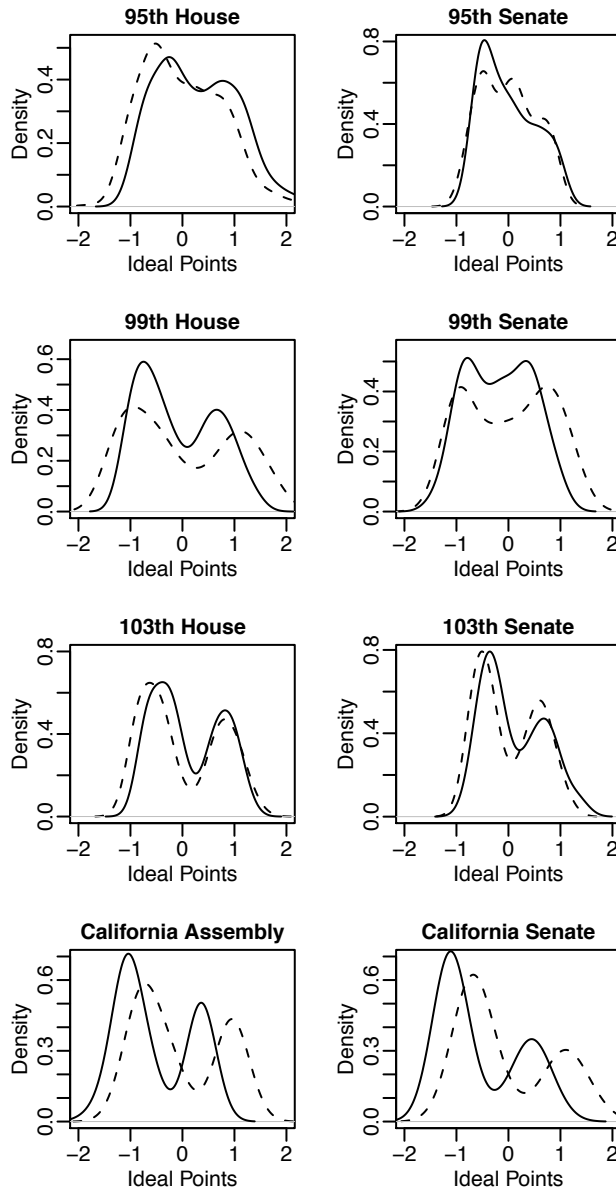 95th House
Density
0.0 0.2 0.4
−2 −1 0 1 2
Ideal Points
95th Senate
Density
0.0 0.4 0.8
−2 −1 0 1 2
Ideal Points
99th House
Density
0.0 0.2 0.4 0.6
−2 −1 0 1 2
Ideal Points
99th Senate
Density
0.0 0.2 0.4
−2 −1 0 1 2
Ideal Points
103th House
Density
0.0 0.4 0.8
−2 −1 0 1 2
Ideal Points
103th Senate
Density
0.0 0.4 0.8
−2 −1 0 1 2
Ideal Points
California Assembly
Density
0.0 0.3 0.6
−2 −1 0 1 2
Ideal Points
California Senate
Density
0.0 0.3 0.6
−2 −1 0 1 2
Ideal Points